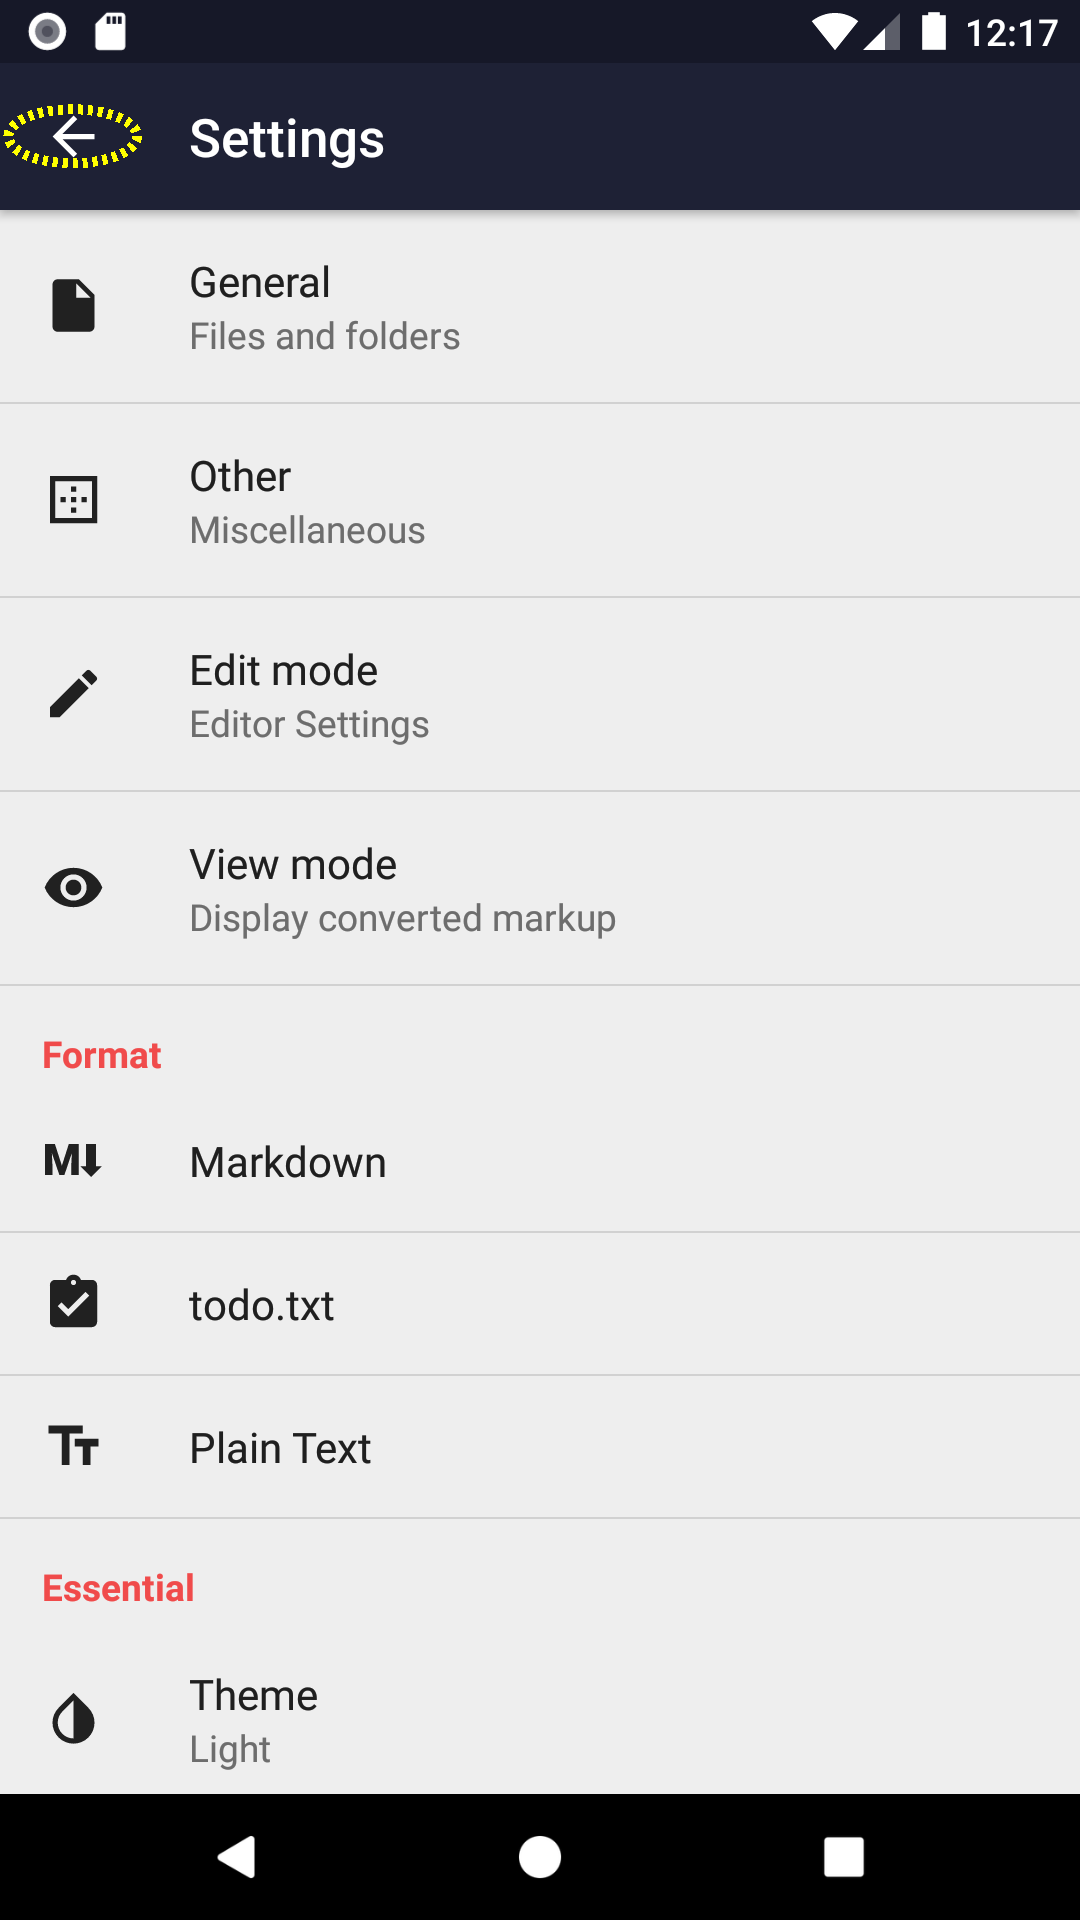 12:17
Settings
General
Files and folders
Other
Miscellaneous
Edit mode
Editor Settings
View mode
Display converted markup
Format
M Markdown
todo.txt
Tт Plain Text
Essential
Theme
Light